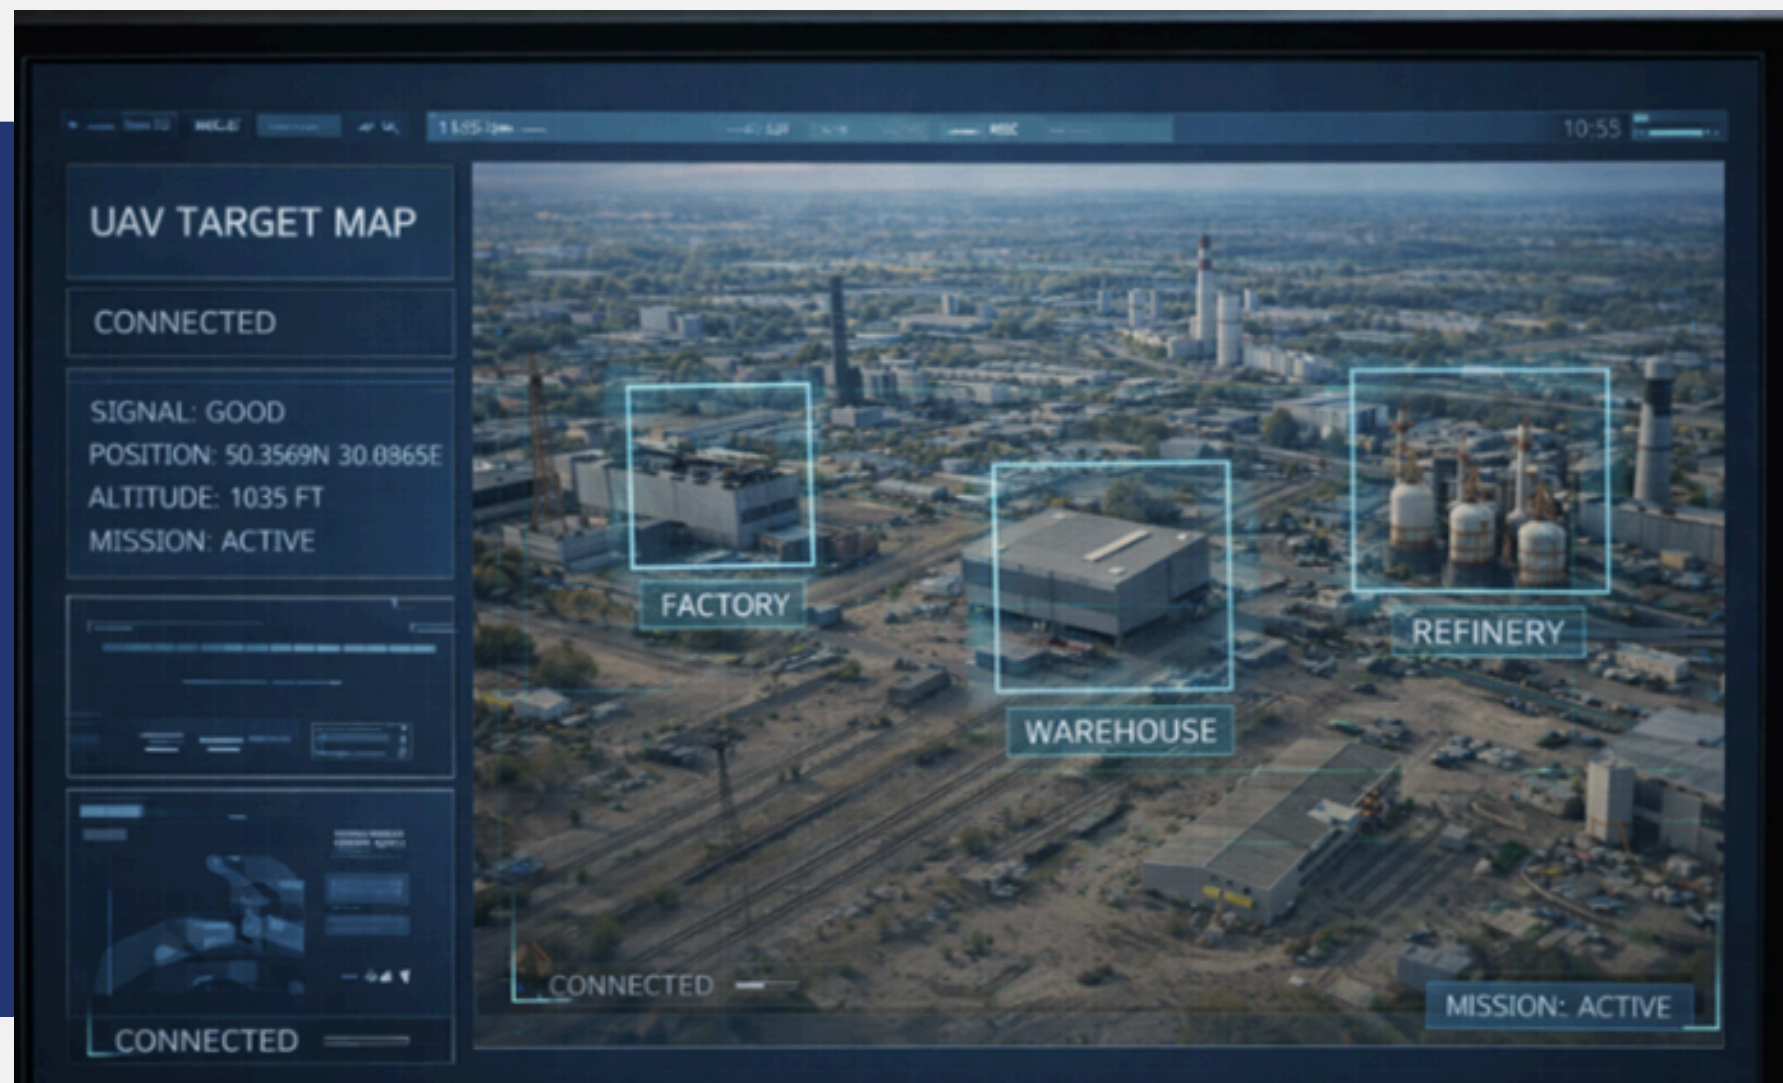 10:55
UAV TARGET MAP
CONNECTED
SIGNAL: GOOD
POSITION: 50.3569N 30.0865E
ALTITUDE: 1035 FT
MISSION: ACTIVE
FACTORY
WAREHOUSE
REFINERY
CONNECTED
MISSION: ACTIVE
CONNECTED